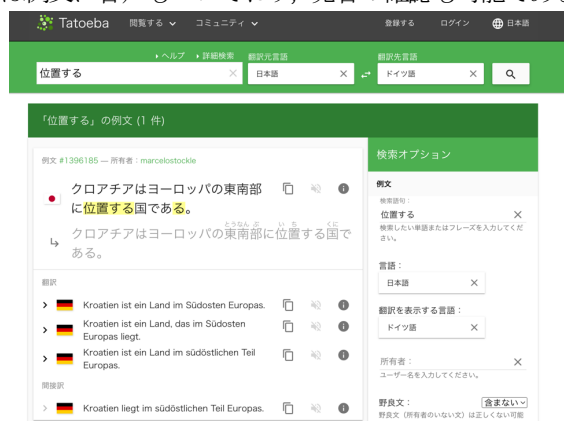 Tatoeba 閲覧する コミュニティ 登録する ログイン 日本語
▸ヘルプ ▸詳細検索 翻訳元言語 翻訳先言語
位置する × 日本語 × ドイツ語 ×
「位置する」の例文 (1 件)
例文 #1396185 — 所有者：marcelostockle
クロアチアはヨーロッパの東南部
に位置する国である。
とうなん ぶ い ち くに
クロアチアはヨーロッパの東南部に位置する国で
ある。
翻訳
Kroatien ist ein Land im Südosten Europas.
Kroatien ist ein Land, das im Südosten
Europas liegt.
Kroatien ist ein Land im südöstlichen Teil
Europas.
間接訳
Kroatien liegt im südöstlichen Teil Europas.
検索オプション
例文
検索語句：
位置する ×
検索したい単語またはフレーズを入力してくだ
さい。
言語：
日本語 ×
翻訳を表示する言語：
ドイツ語 ×
所有者： ×
ユーザー名を入力してください。
野良文： 含まない
野良文（所有者のいない文）は正しくない可能